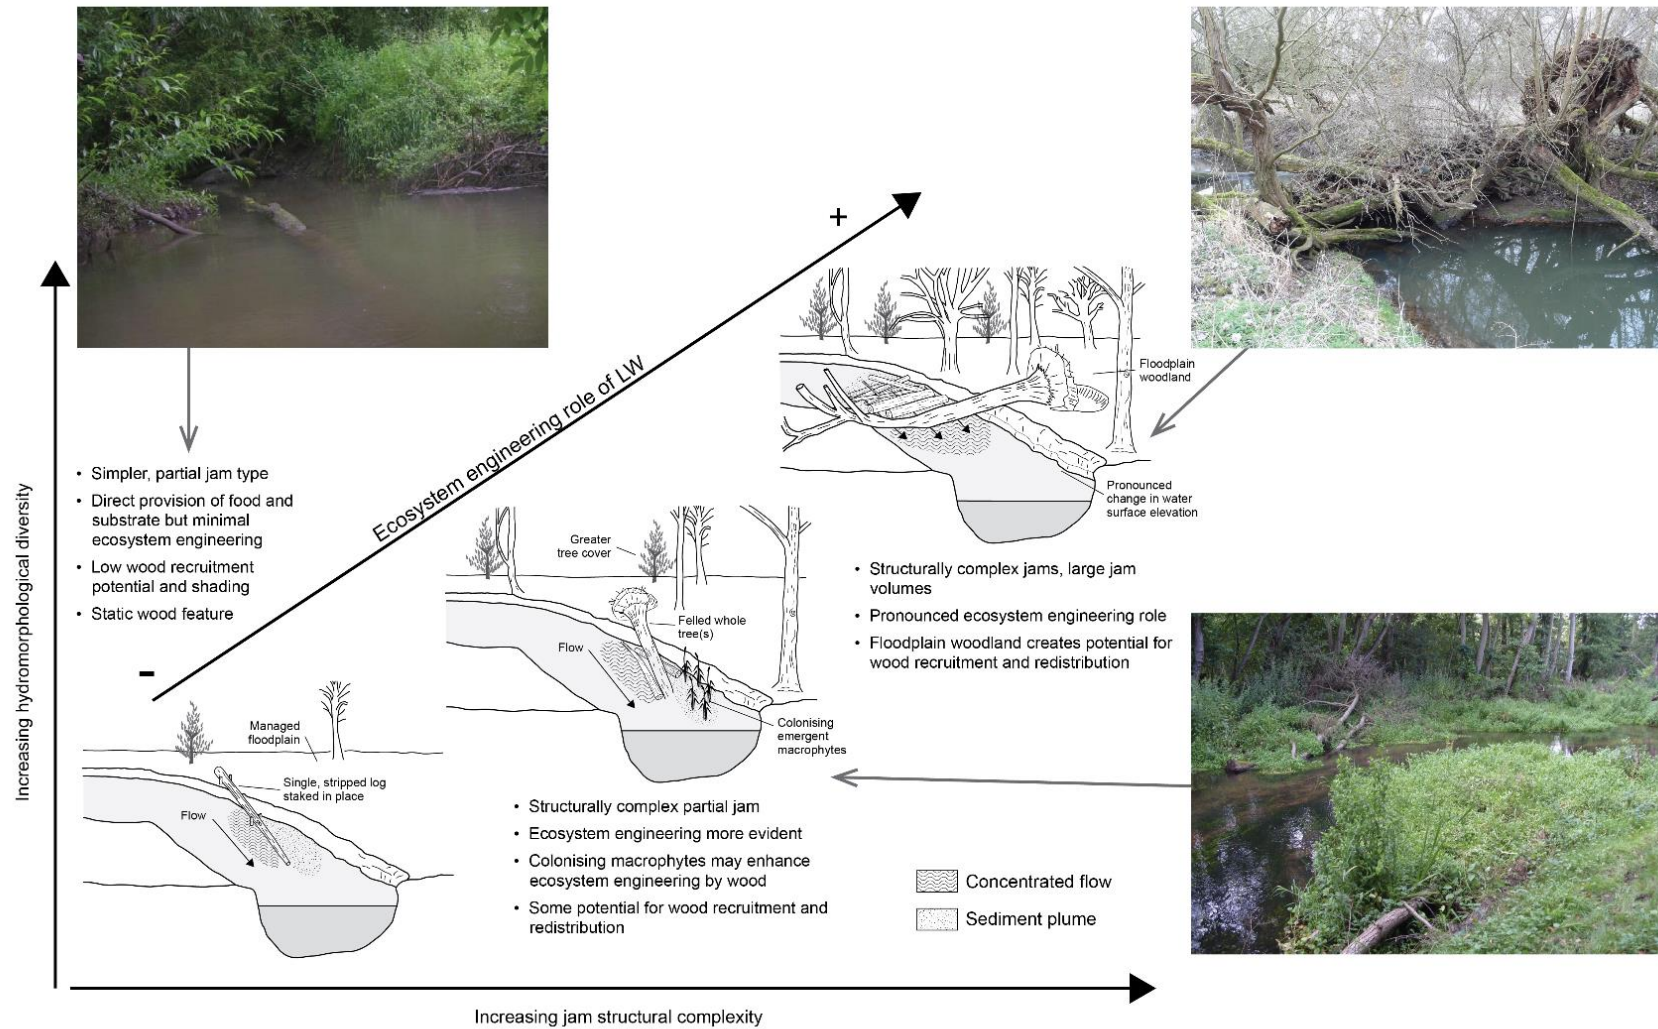 Increasing hydromorphological diversity
• Simpler, partial jam type
• Direct provision of food and
substrate but minimal
ecosystem engineering
• Low wood recruitment
potential and shading
• Static wood feature
-
Ecosystem engineering role of LW
+
Managed
floodplain
Single, stripped log
staked in place
Flow
Greater
tree cover
Felled whole
tree(s)
Flow
Colonising
emergent
macrophytes
• Structurally complex partial jam
• Ecosystem engineering more evident
• Colonising macrophytes may enhance
ecosystem engineering by wood
• Some potential for wood recruitment and
redistribution
Floodplain
woodland
Pronounced
change in water
surface elevation
• Structurally complex jams, large jam
volumes
• Pronounced ecosystem engineering role
• Floodplain woodland creates potential for
wood recruitment and redistribution
Concentrated flow
Sediment plume
Increasing jam structural complexity